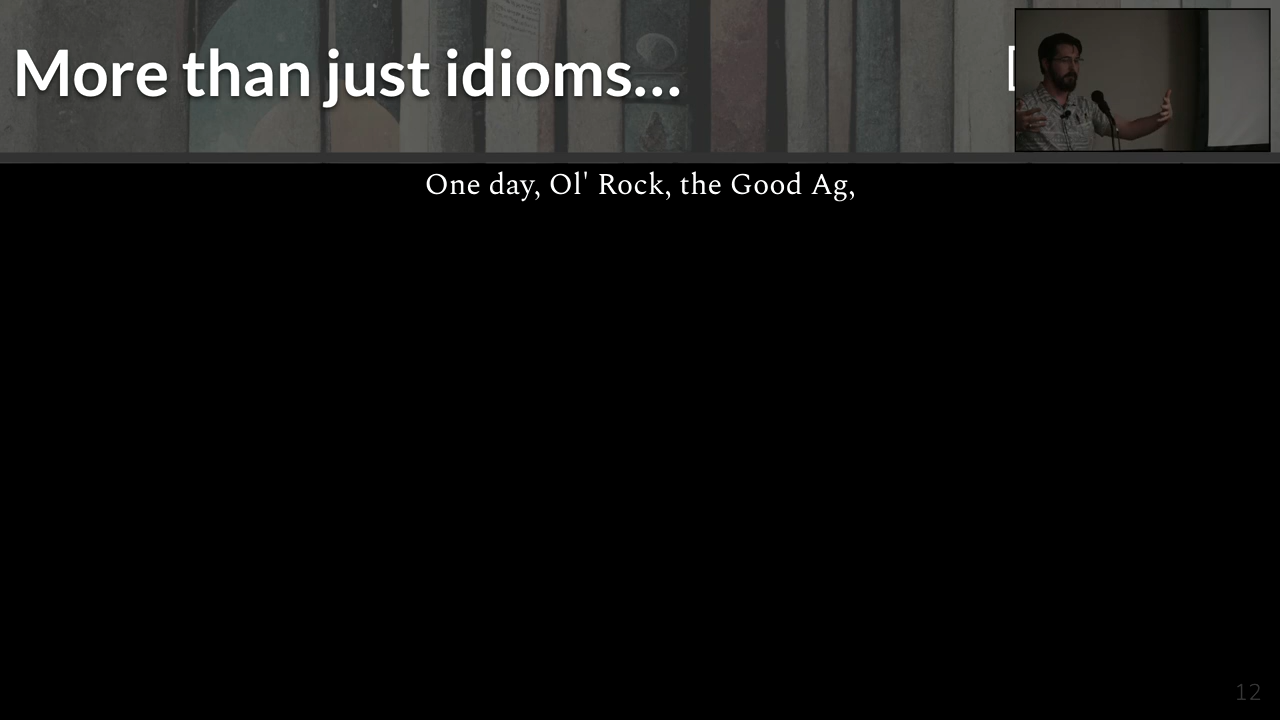 More than just idioms...
One day, Ol' Rock, the Good Ag,
12